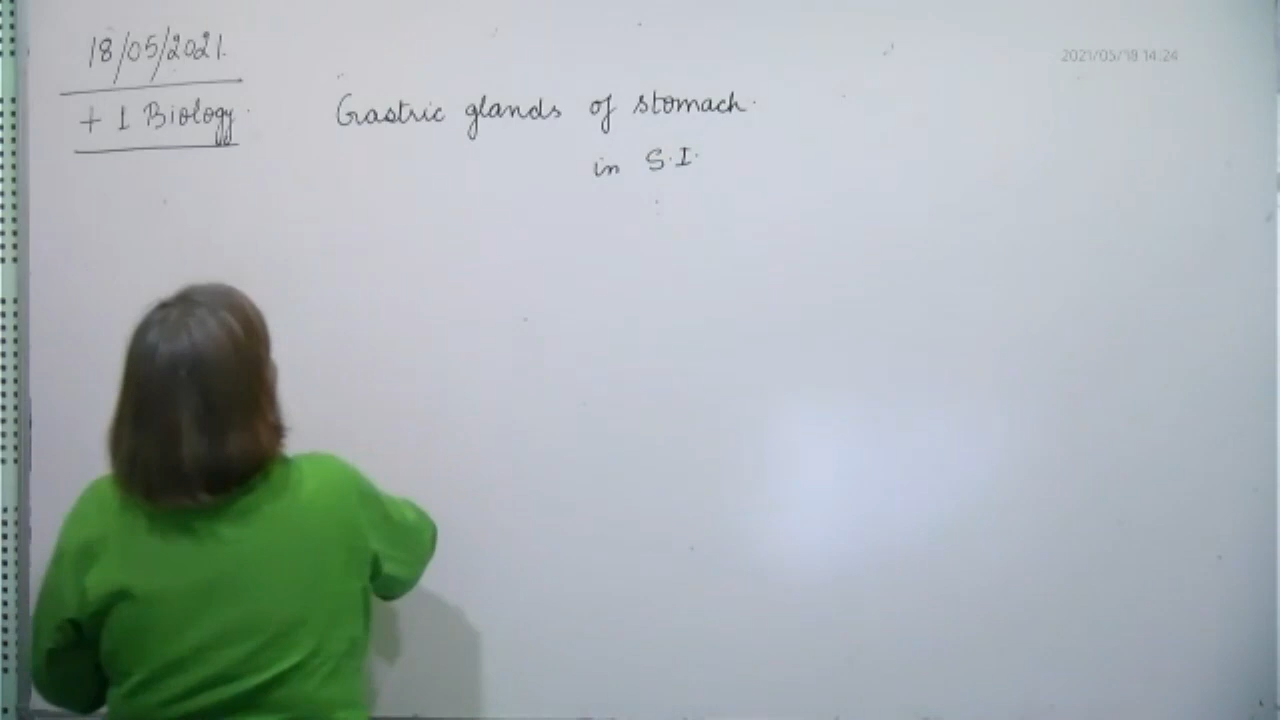 18/05/2021.
2021/05/18 14:24
+ 1 Biology
Gastric glands of stomach.
in S.I.